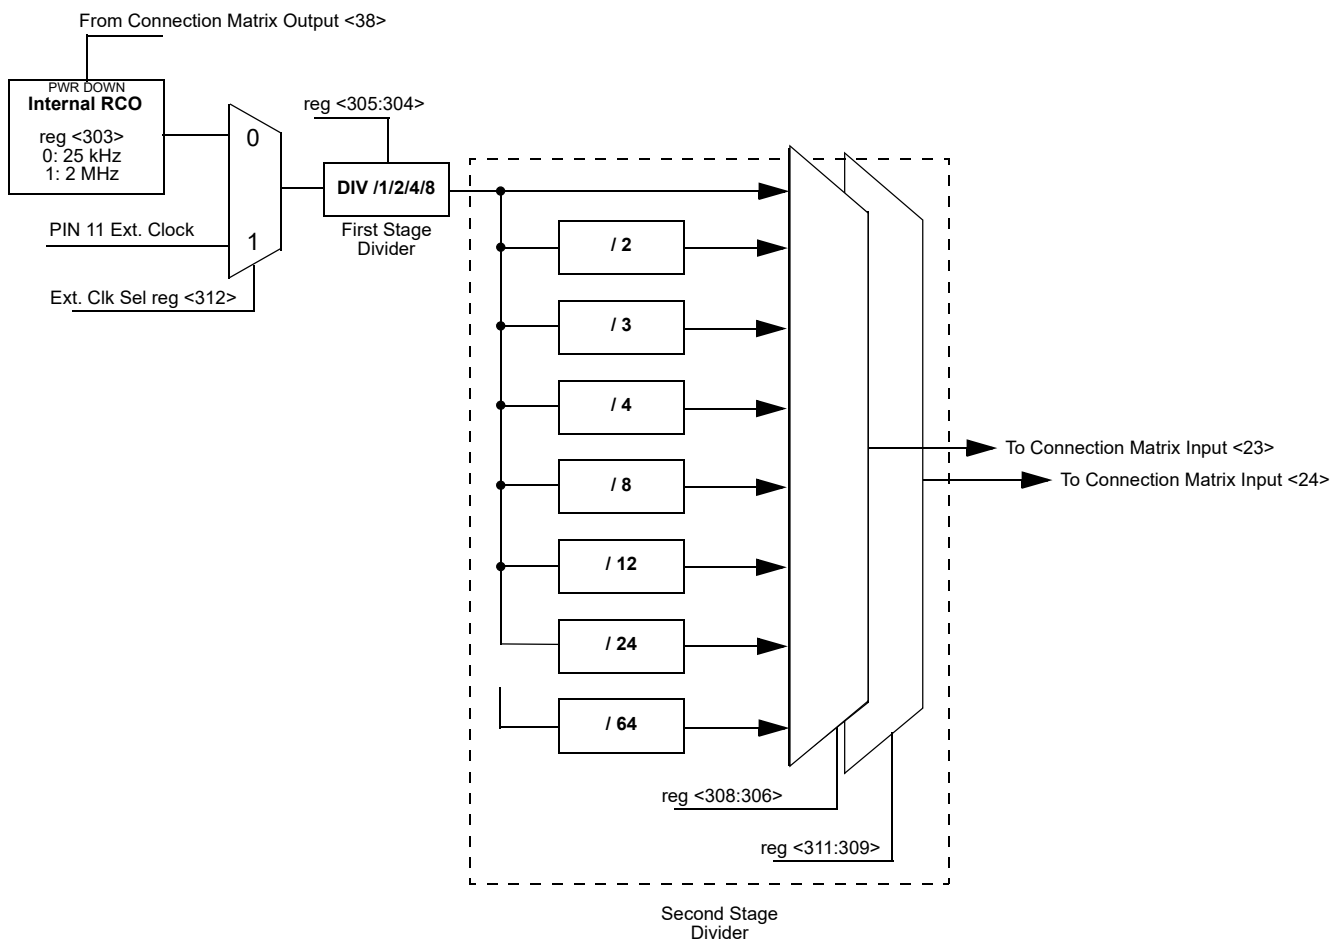 From Connection Matrix Output <38>
PWR DOWN
Internal RCO
reg <303>
0: 25 kHz
1: 2 MHz
PIN 11 Ext. Clock
Ext. Clk Sel reg <312>
0
1
reg <305:304>
DIV /1/2/4/8
First Stage
Divider
/ 2
/ 3
/ 4
/ 8
/ 12
/ 24
/ 64
To Connection Matrix Input <23>
To Connection Matrix Input <24>
reg <308:306>
reg <311:309>
Second Stage
Divider